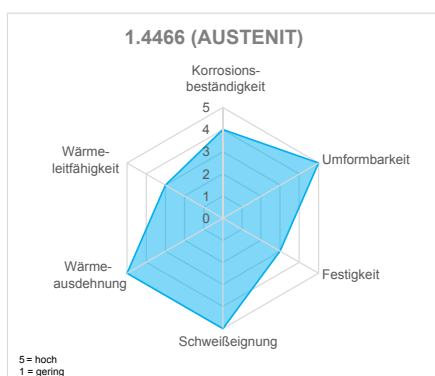 1.4466 (AUSTENIT)
Korrosions-
beständigkeit
5
4
3
2
1
0
Umformbarkeit
Festigkeit
Schweißeignung
Wärme-
ausdehnung
Wärme-
leitfähigkeit
5 = hoch
1 = gering